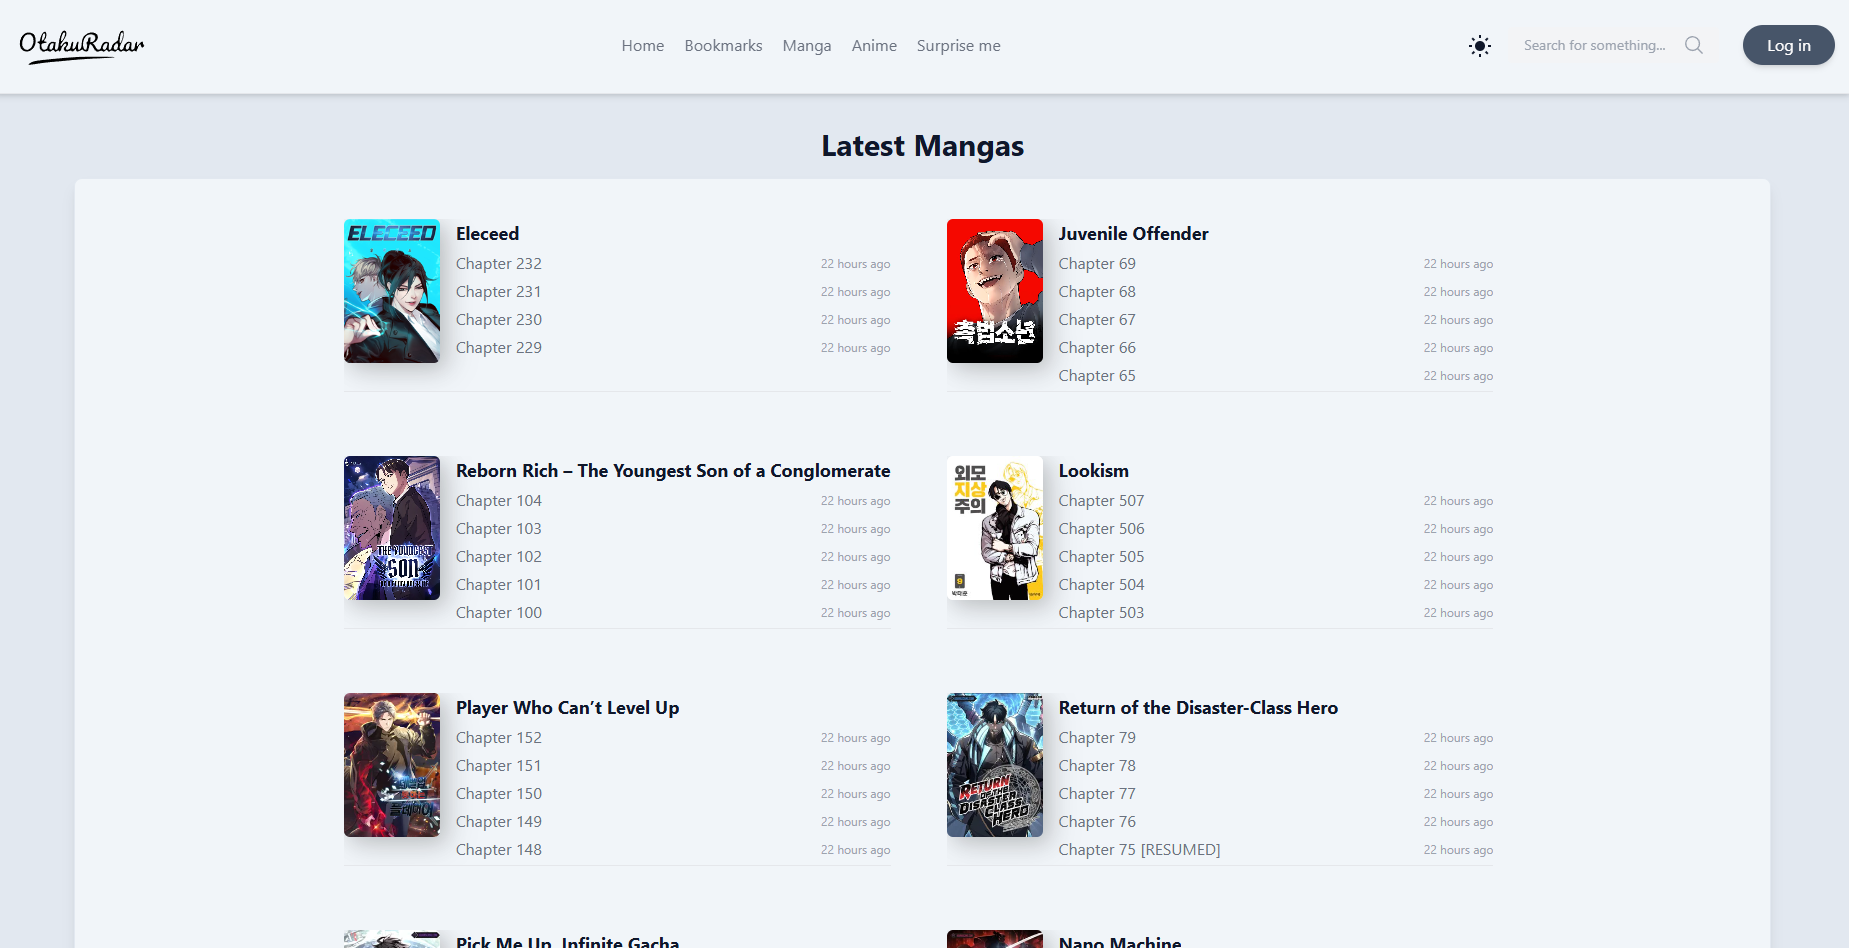 OtakuRadar
Home Bookmarks Manga Anime Surprise me
Search for something...
Log in
Latest Mangas
ELECEED
Eleceed
Chapter 232 22 hours ago
Chapter 231 22 hours ago
Chapter 230 22 hours ago
Chapter 229 22 hours ago
촉법소년
Juvenile Offender
Chapter 69 22 hours ago
Chapter 68 22 hours ago
Chapter 67 22 hours ago
Chapter 66 22 hours ago
Chapter 65 22 hours ago
THE YOUNGEST
SON
Reborn Rich – The Youngest Son of a Conglomerate
Chapter 104 22 hours ago
Chapter 103 22 hours ago
Chapter 102 22 hours ago
Chapter 101 22 hours ago
Chapter 100 22 hours ago
외모
지상
주의
9
박태준
Lookism
Chapter 507 22 hours ago
Chapter 506 22 hours ago
Chapter 505 22 hours ago
Chapter 504 22 hours ago
Chapter 503 22 hours ago
플레이어
Player Who Can’t Level Up
Chapter 152 22 hours ago
Chapter 151 22 hours ago
Chapter 150 22 hours ago
Chapter 149 22 hours ago
Chapter 148 22 hours ago
RETURN
OF THE
DISASTER
CLASS
HERO
Return of the Disaster-Class Hero
Chapter 79 22 hours ago
Chapter 78 22 hours ago
Chapter 77 22 hours ago
Chapter 76 22 hours ago
Chapter 75 [RESUMED] 22 hours ago
Pick Me Up, Infinite Gacha
Nano Machine